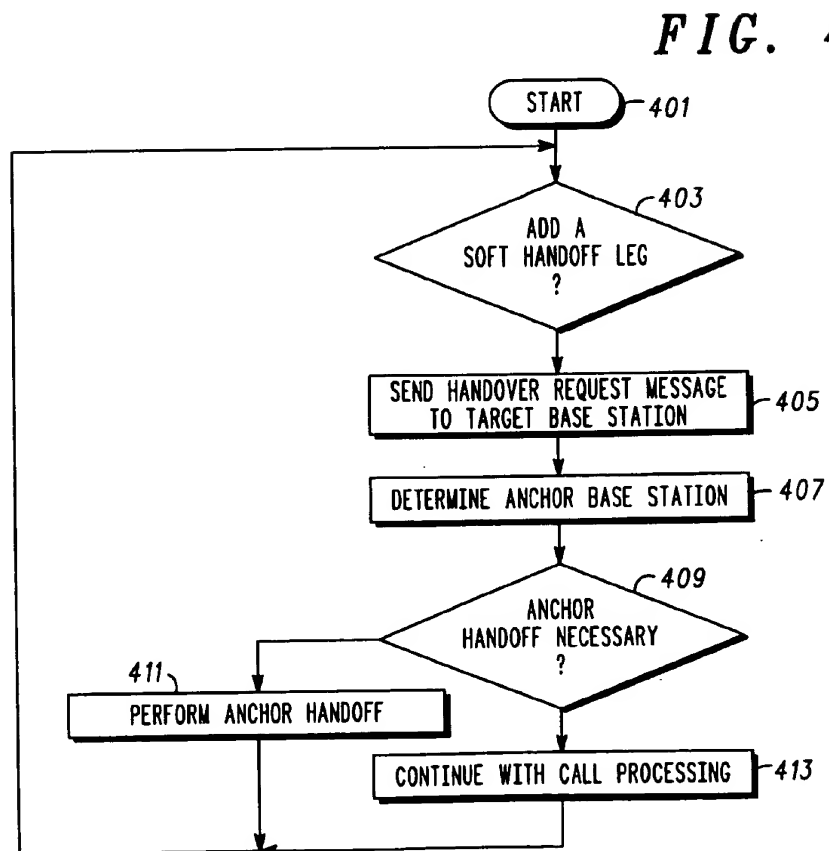 FIG. 4
START
401
403
ADD A
SOFT HANDOFF LEG
?
SEND HANDOVER REQUEST MESSAGE
TO TARGET BASE STATION
405
DETERMINE ANCHOR BASE STATION
407
409
ANCHOR
HANDOFF NECESSARY
?
411
PERFORM ANCHOR HANDOFF
CONTINUE WITH CALL PROCESSING
413